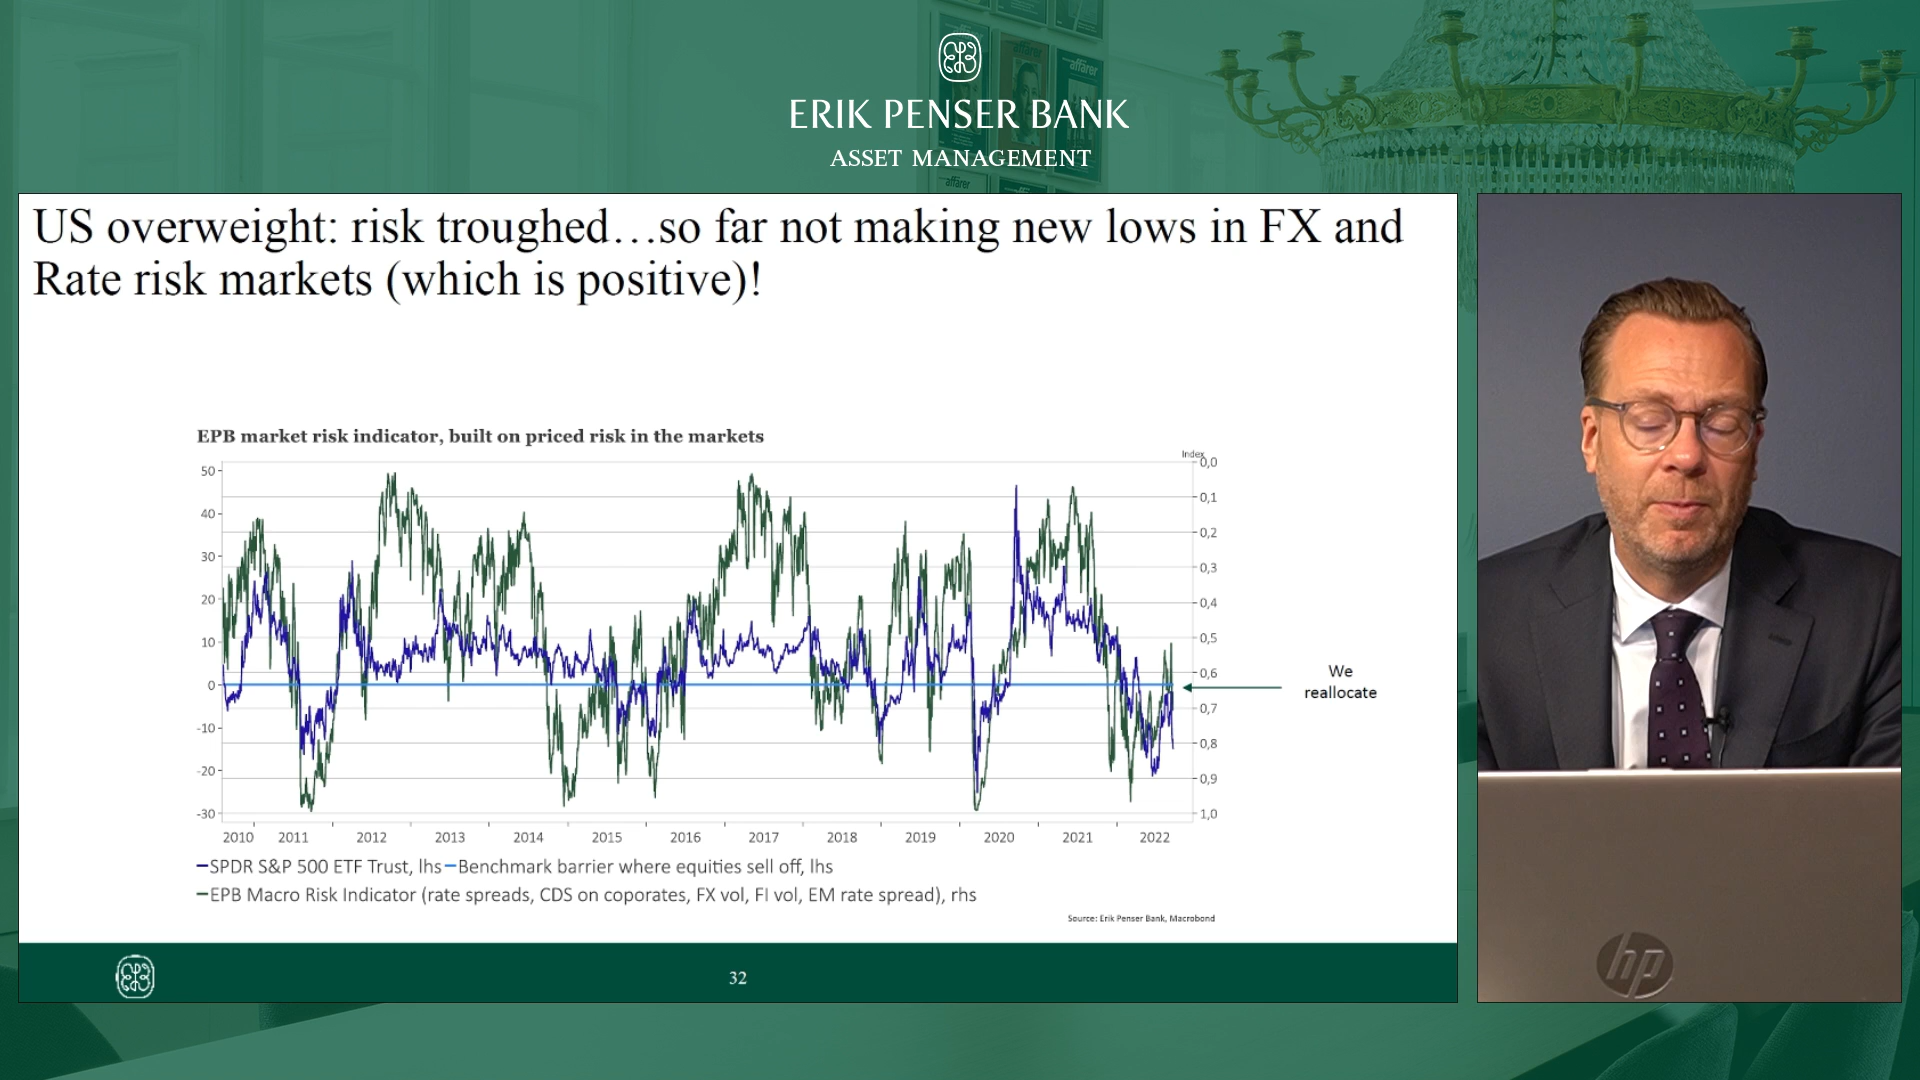 affärer
affärer
affärer
ERIK PENSER BANK
ASSET MANAGEMENT
US overweight: risk troughed…so far not making new lows in FX and
Rate risk markets (which is positive)!
EPB market risk indicator, built on priced risk in the markets
Index
50
40
30
20
10
0
-10
-20
-30
0,0
0,1
0,2
0,3
0,4
0,5
0,6
0,7
0,8
0,9
1,0
2010 2011 2012 2013 2014 2015 2016 2017 2018 2019 2020 2021 2022
We
reallocate
SPDR S&P 500 ETF Trust, lhs Benchmark barrier where equities sell off, lhs
EPB Macro Risk Indicator (rate spreads, CDS on coporates, FX vol, FI vol, EM rate spread), rhs
Source: Erik Penser Bank, Macrobond
32
hp